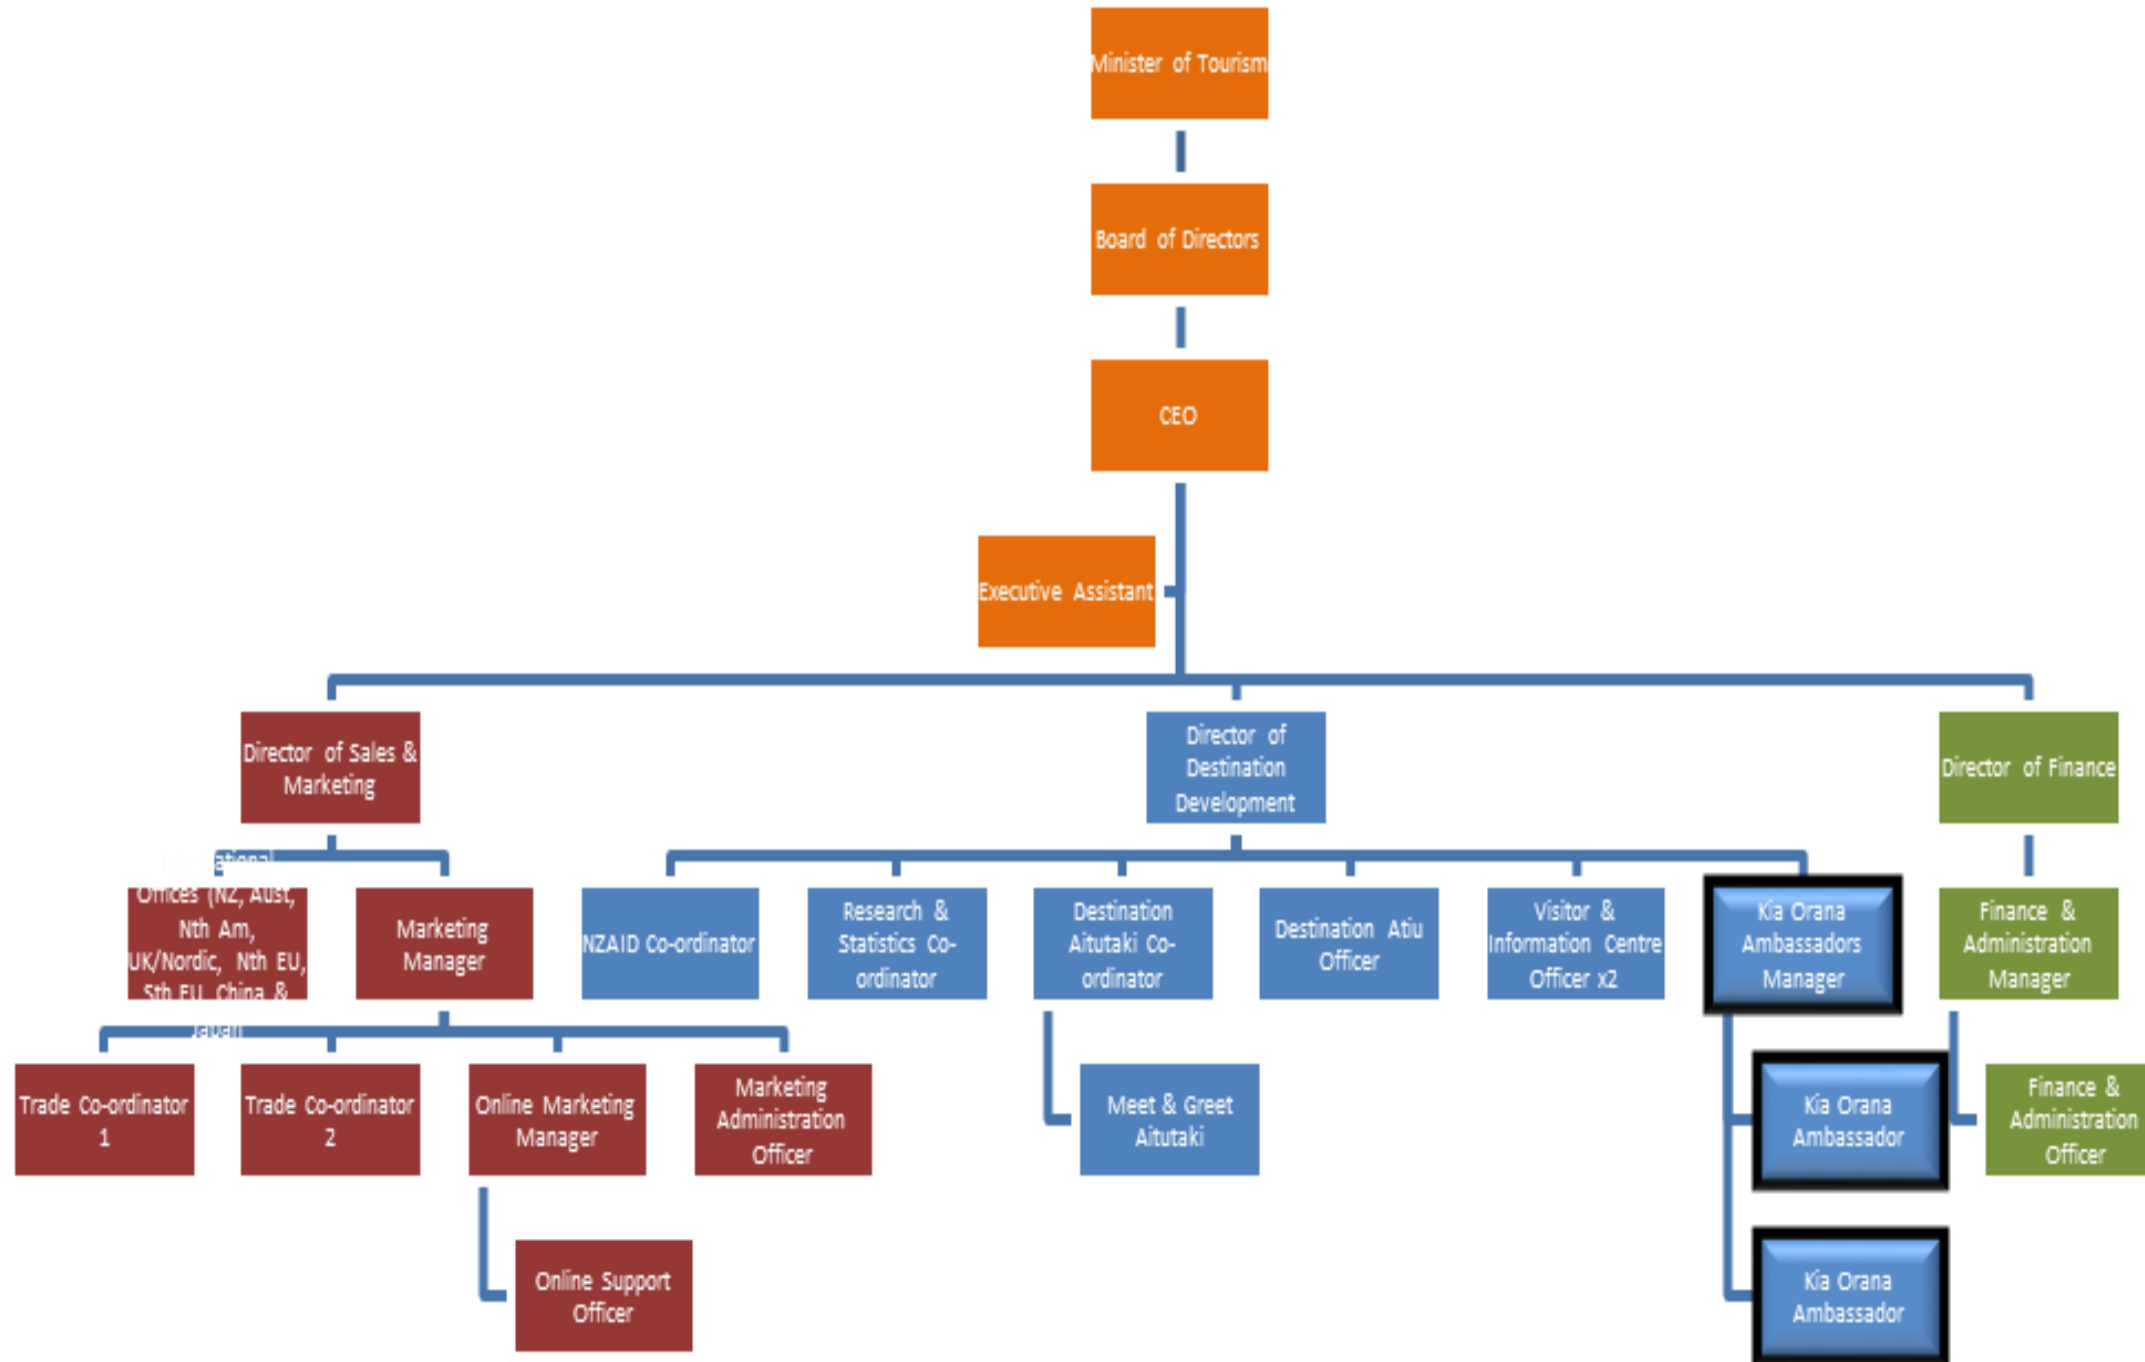 Minister of Tourism
Board of Directors
CEO
Executive Assistant
Director of Sales &
Marketing
Director of
Destination
Development
Director of Finance
Offices (NZ, Aust,
Nth Am,
UK/Nordic, Nth EU,
Sth EU, China &
Japan
Marketing
Manager
NZAID Co-ordinator
Research &
Statistics Co-
ordinator
Destination
Aitutaki Co-
ordinator
Destination Atiu
Officer
Visitor &
Information Centre
Officer x2
Kia Orana
Ambassadors
Manager
Finance &
Administration
Manager
Trade Co-ordinator
1
Trade Co-ordinator
2
Online Marketing
Manager
Marketing
Administration
Officer
Meet & Greet
Aitutaki
Kia Orana
Ambassador
Finance &
Administration
Officer
Online Support
Officer
Kia Orana
Ambassador